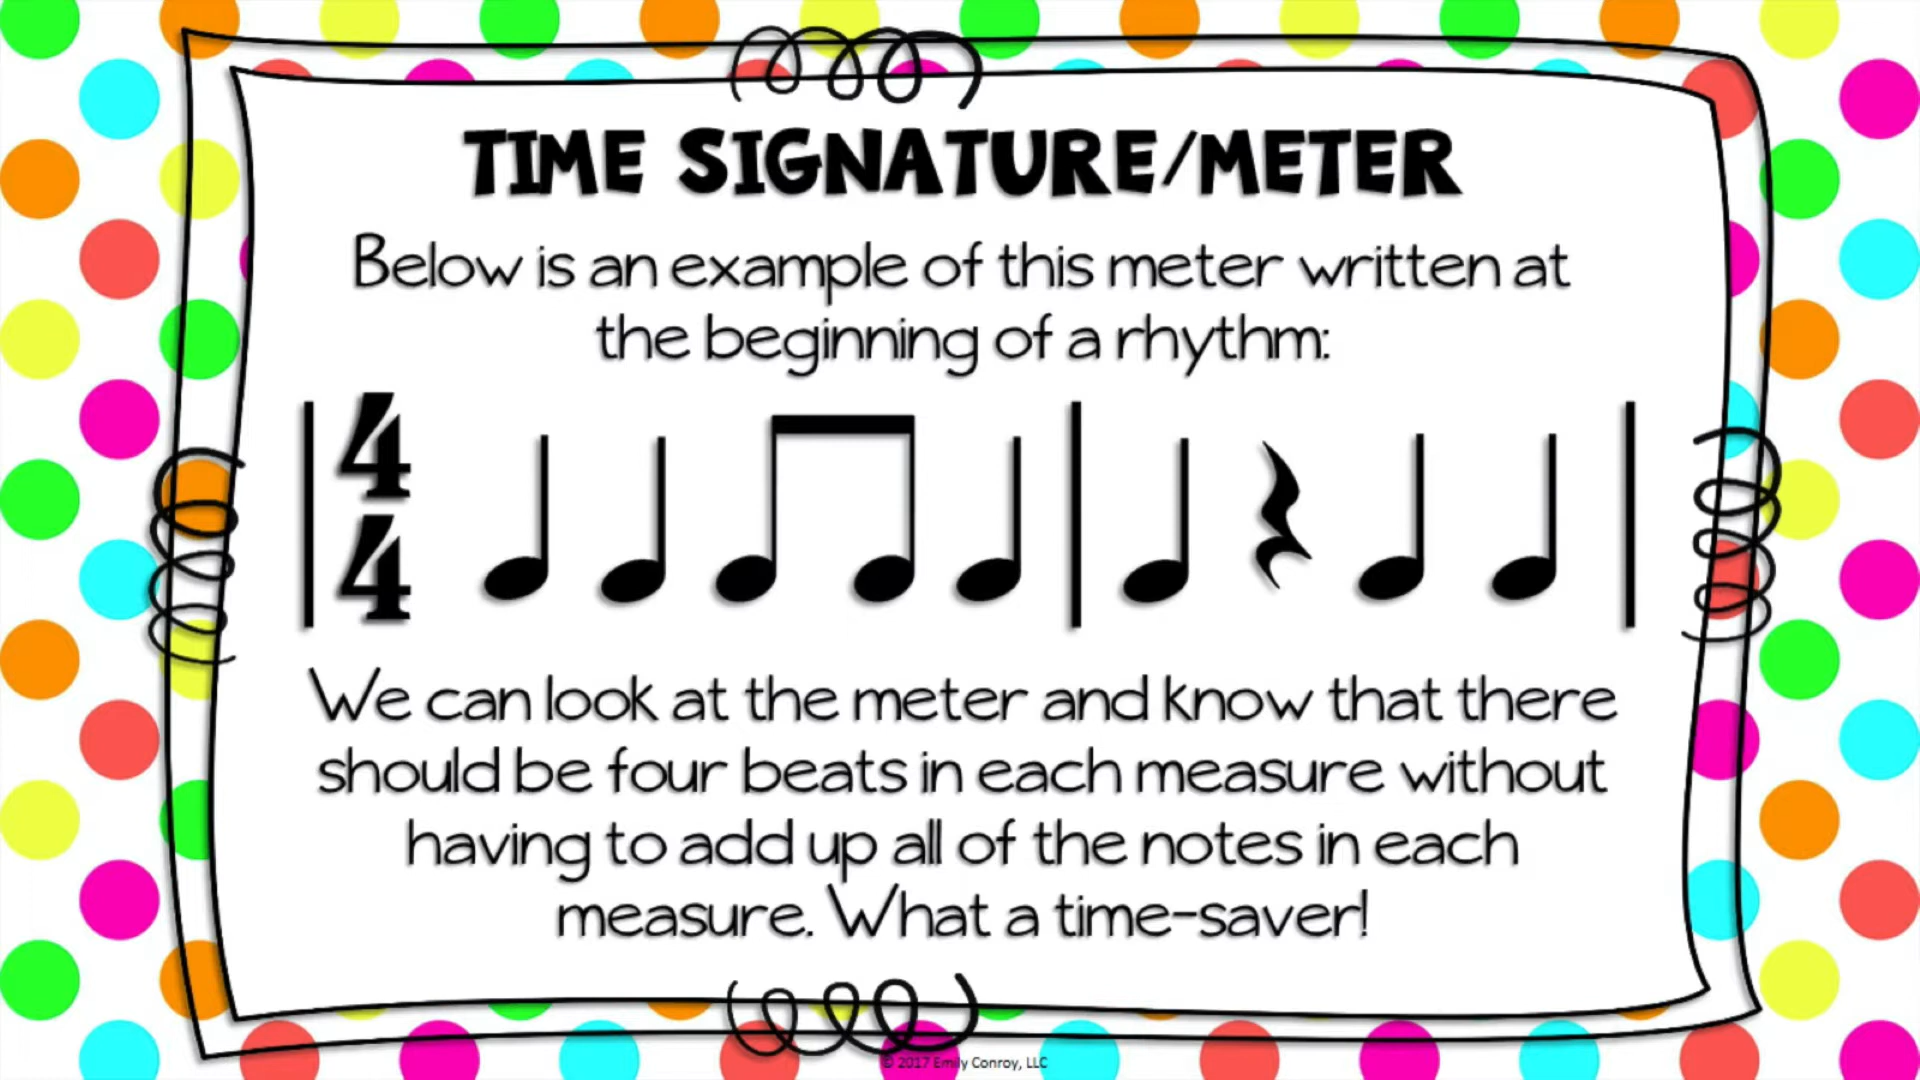 TIME SIGNATURE/METER
Below is an example of this meter written at
the beginning of a rhythm:
4
4
We can look at the meter and know that there
should be four beats in each measure without
having to add up all of the notes in each
measure. What a time-saver!
© 2017 Emily Conroy, LLC